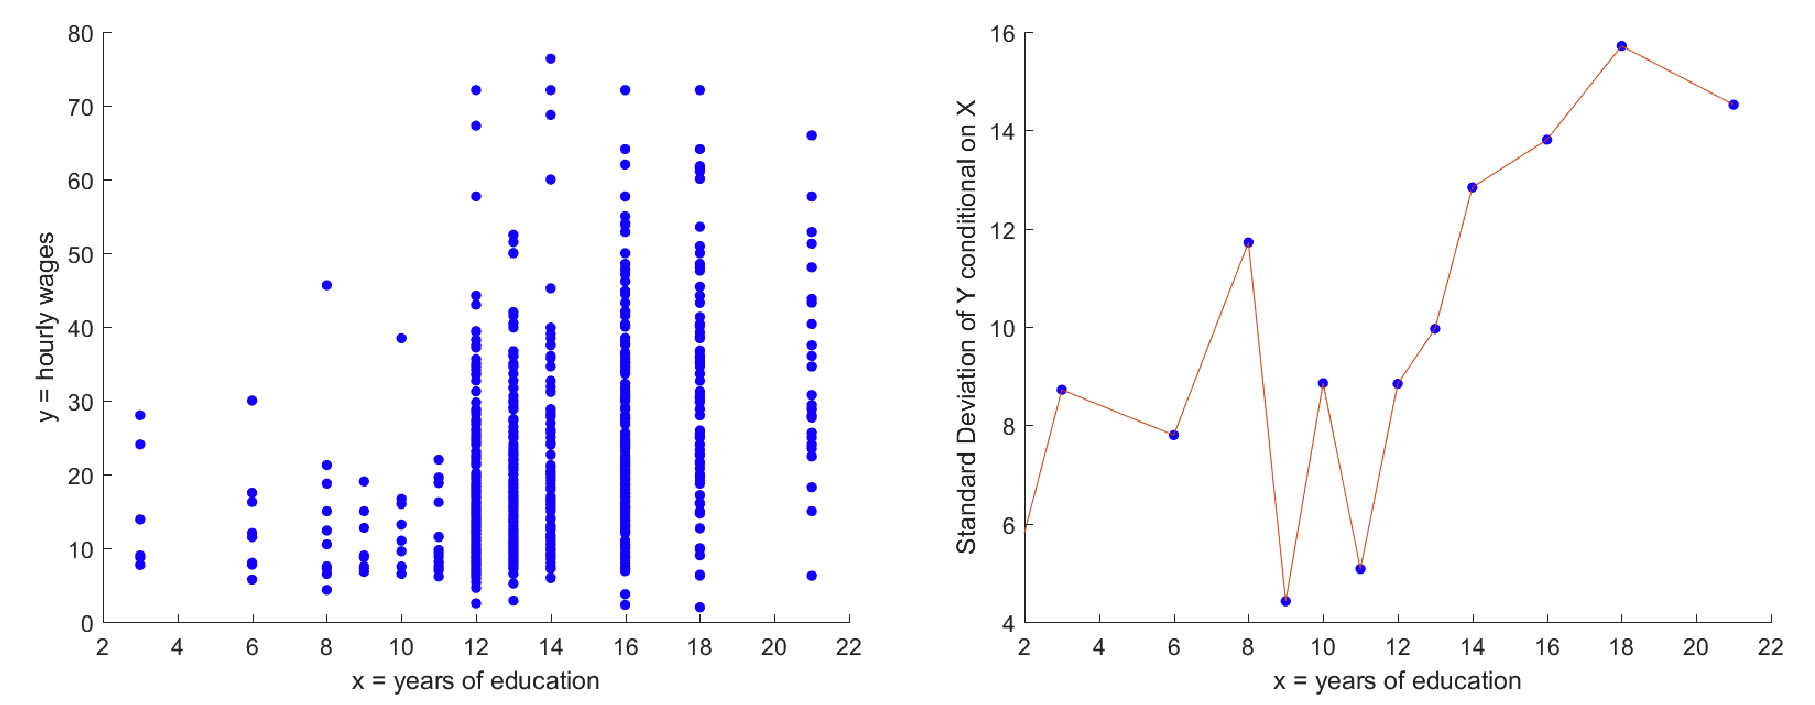 80
70
60
50
40
30
20
10
0
y = hourly wages
2 4 6 8 10 12 14 16 18 20 22
x = years of education
16
14
12
10
8
6
4
Standard Deviation of Y conditional on X
2 4 6 8 10 12 14 16 18 20 22
x = years of education